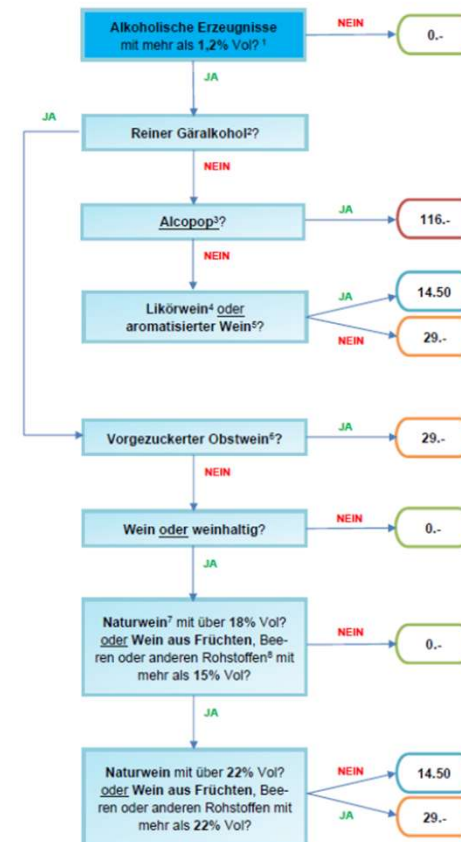 Alkoholische Erzeugnisse
mit mehr als 1,2% Vol? ¹
NEIN
0.-
JA
JA
Reiner Gäralkohol²?
NEIN
Alcopop³?
JA
116.-
NEIN
Likörwein⁴ oder
aromatisierter Wein⁵?
JA
14.50
NEIN
29.-
Vorgezuckerter Obstwein⁶?
JA
29.-
NEIN
Wein oder weinhaltig?
NEIN
0.-
JA
Naturwein⁷ mit über 18% Vol?
oder Wein aus Früchten, Bee-
ren oder anderen Rohstoffen⁸ mit
mehr als 15% Vol?
NEIN
0.-
JA
Naturwein mit über 22% Vol?
oder Wein aus Früchten, Bee-
ren oder anderen Rohstoffen mit
mehr als 22% Vol?
NEIN
14.50
JA
29.-